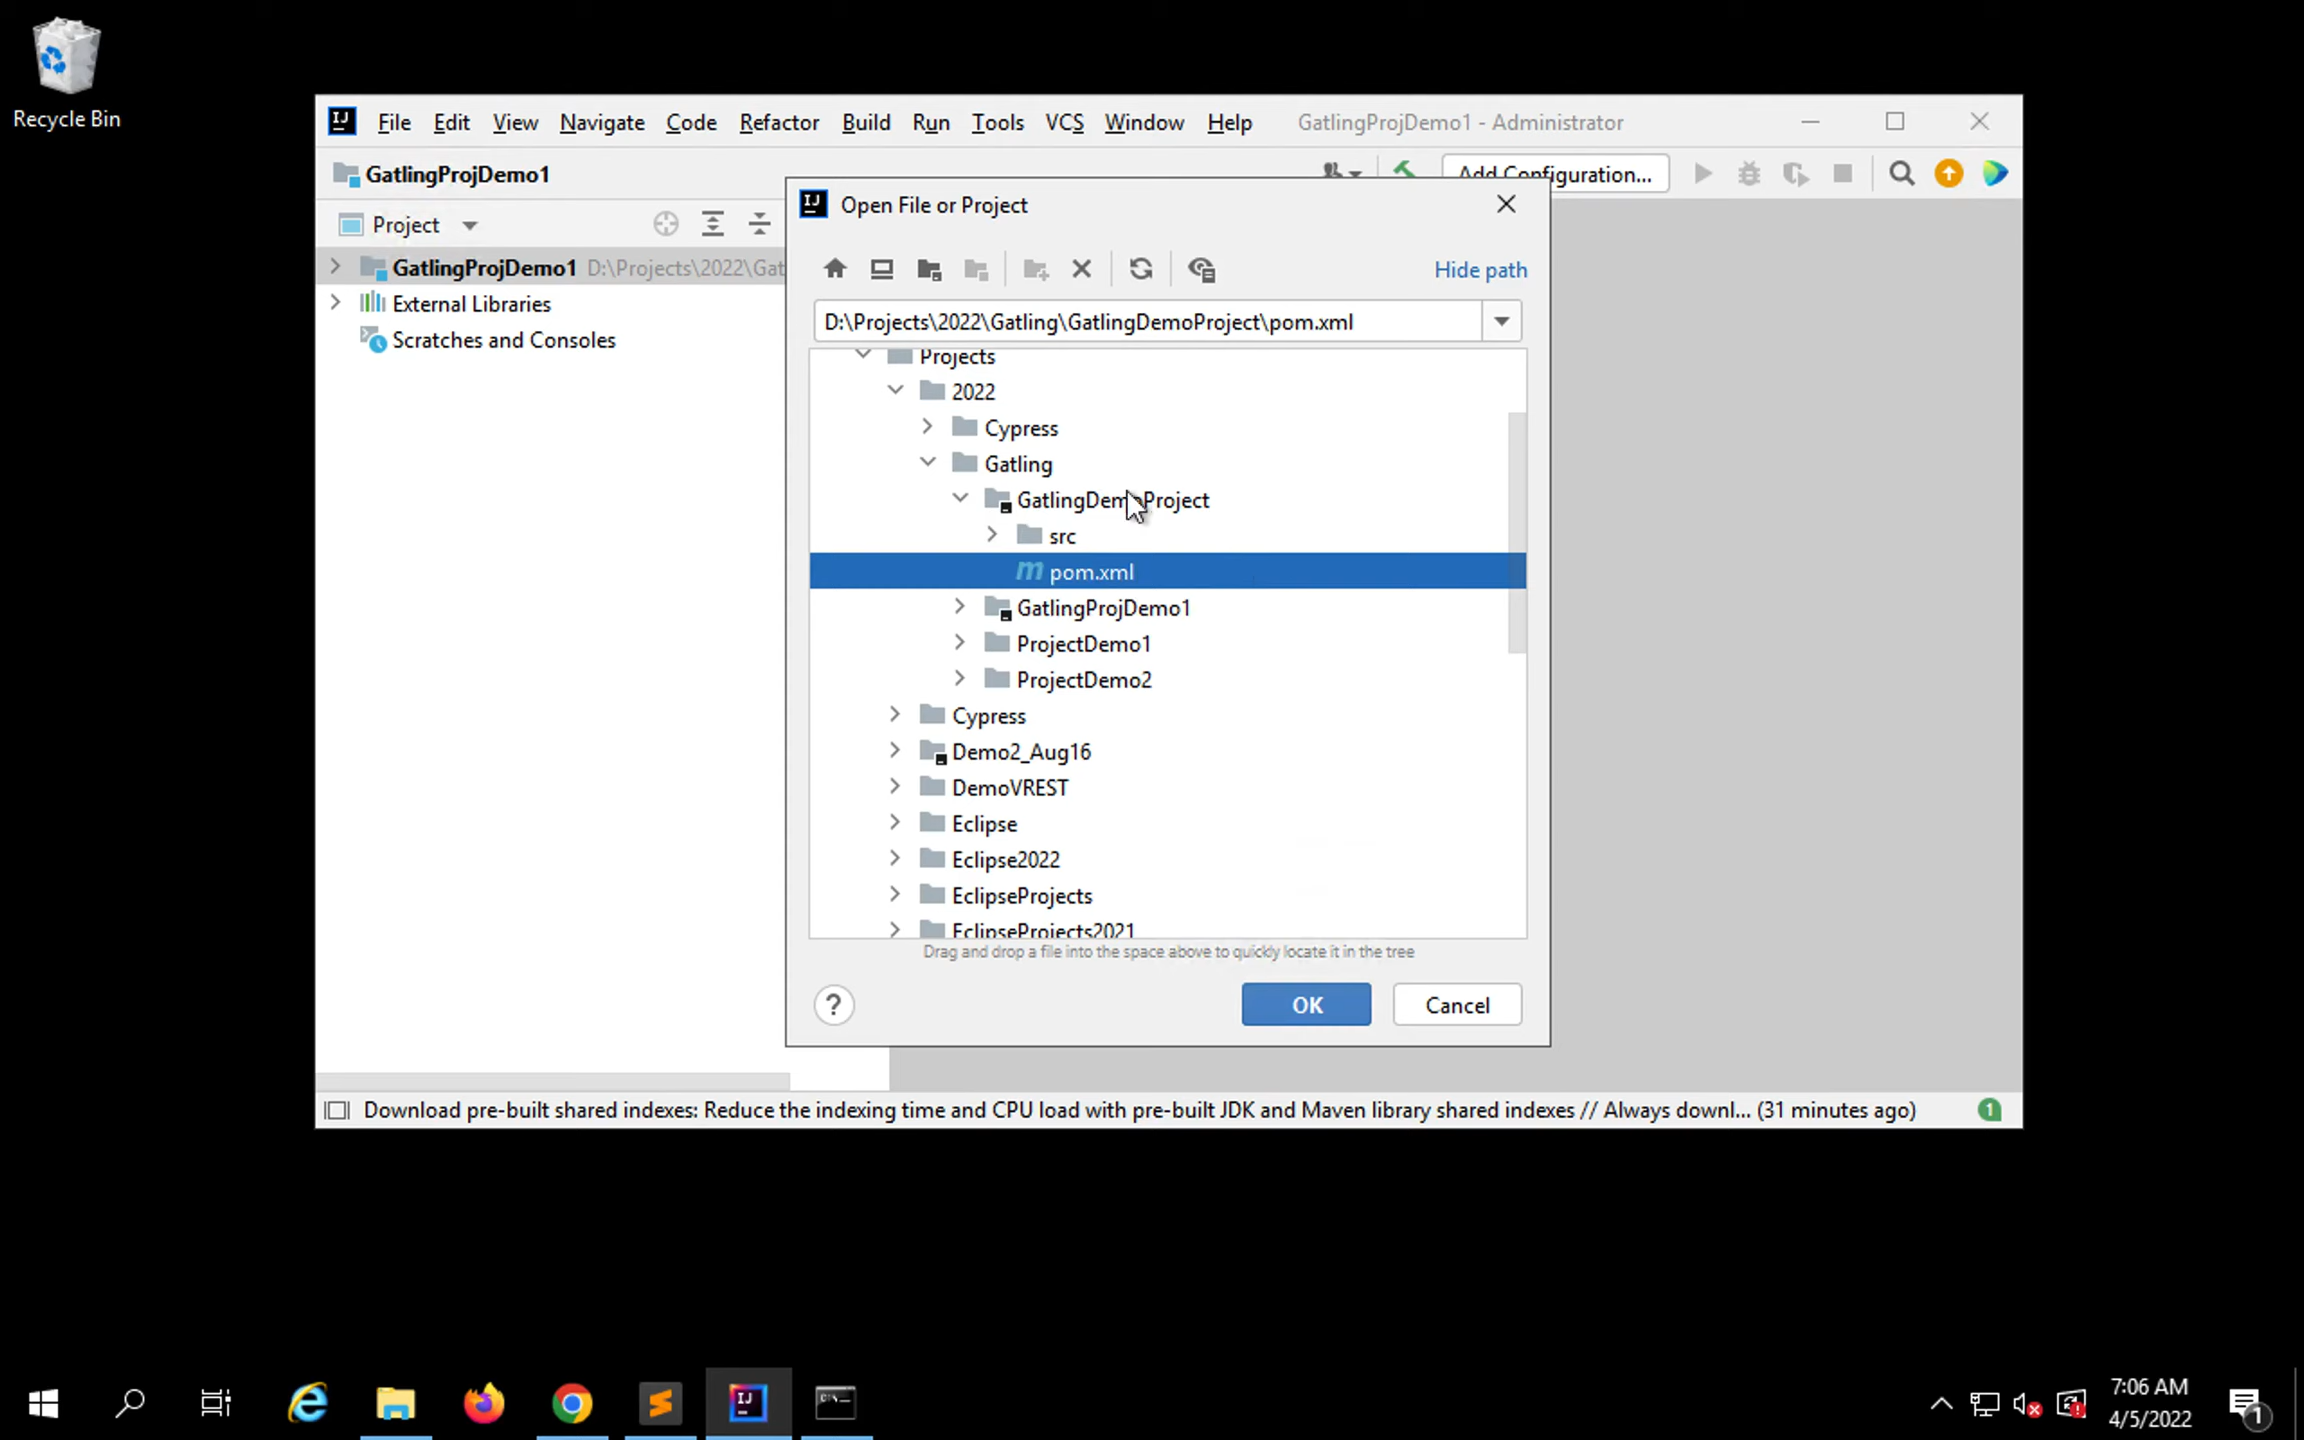 Recycle Bin
File Edit View Navigate Code Refactor Build Run Tools VCS Window Help GatlingProjDemo1 - Administrator
GatlingProjDemo1
Add Configuration...
Open File or Project
Project
Hide path
GatlingProjDemo1 D:\Projects\2022\Gat
External Libraries
D:\Projects\2022\Gatling\GatlingDemoProject\pom.xml
Scratches and Consoles
Projects
2022
Cypress
Gatling
GatlingDemoProject
src
pom.xml
GatlingProjDemo1
ProjectDemo1
ProjectDemo2
Cypress
Demo2_Aug16
DemoVREST
Eclipse
Eclipse2022
EclipseProjects
EclipseProjects2021
Drag and drop a file into the space above to quickly locate it in the tree
? OK Cancel
Download pre-built shared indexes: Reduce the indexing time and CPU load with pre-built JDK and Maven library shared indexes // Always downl... (31 minutes ago) 1
7:06 AM
4/5/2022
1